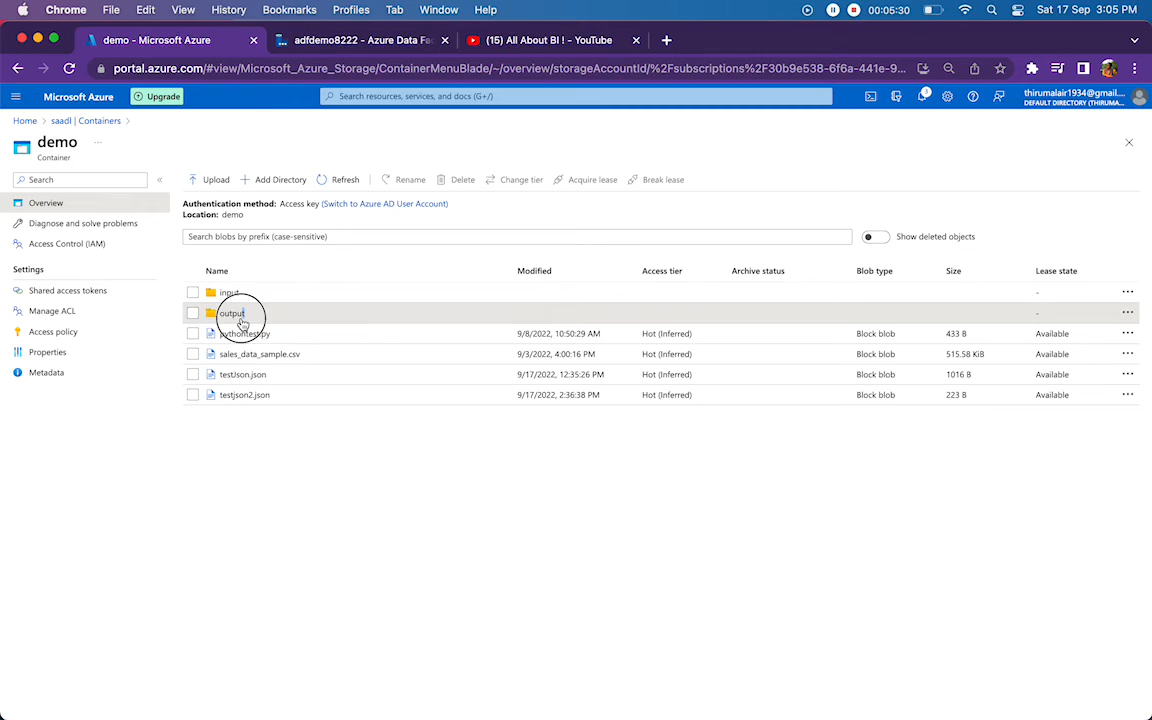 Chrome File Edit View History Bookmarks Profiles Tab Window Help 00:05:30 Sat 17 Sep 3:05 PM
demo - Microsoft Azure adfdemo8222 - Azure Data Fac (15) All About BI ! - YouTube
portal.azure.com/#view/Microsoft_Azure_Storage/ContainerMenuBlade/~/overview/storageAccountId/%2Fsubscriptions%2F30b9e538-6f6a-441e-9...
Microsoft Azure Upgrade Search resources, services, and docs (G+/) 3 thirumalair1934@gmail....
DEFAULT DIRECTORY (THIRUMA...
Home > saadl | Containers >
demo ...
Container
Search «
Upload Add Directory Refresh Rename Delete Change tier Acquire lease Break lease
Overview
Diagnose and solve problems
Access Control (IAM)
Settings
Shared access tokens
Manage ACL
Access policy
Properties
Metadata
Authentication method: Access key (Switch to Azure AD User Account)
Location: demo
Search blobs by prefix (case-sensitive) Show deleted objects
Name Modified Access tier Archive status Blob type Size Lease state
input - ...
output - ...
pythontest.py 9/8/2022, 10:50:29 AM Hot (Inferred) Block blob 433 B Available ...
sales_data_sample.csv 9/3/2022, 4:00:16 PM Hot (Inferred) Block blob 515.58 KiB Available ...
testJson.json 9/17/2022, 12:35:26 PM Hot (Inferred) Block blob 1016 B Available ...
testjson2.json 9/17/2022, 2:36:38 PM Hot (Inferred) Block blob 223 B Available ...